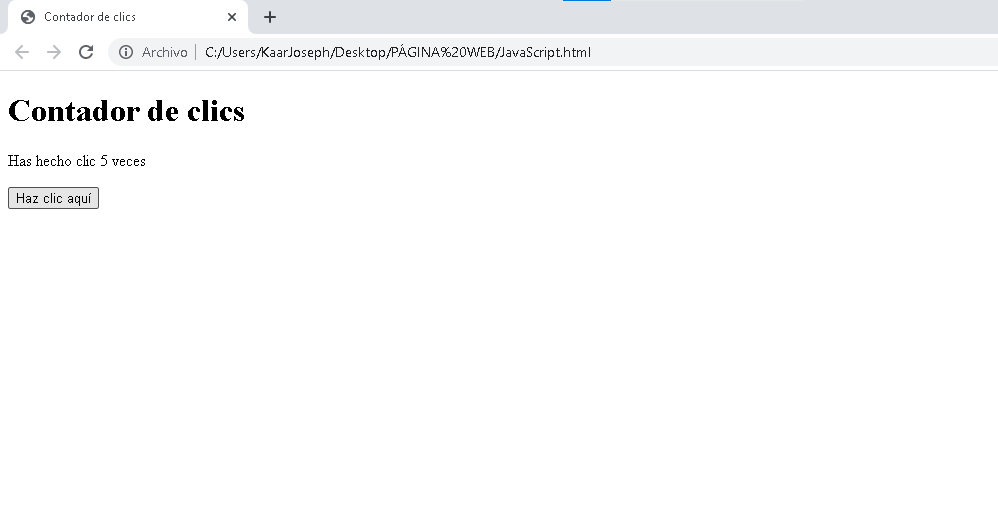 Contador de clics
Archivo C:/Users/KaarJoseph/Desktop/PÁGINA%20WEB/JavaScript.html
Contador de clics
Has hecho clic 5 veces
Haz clic aquí